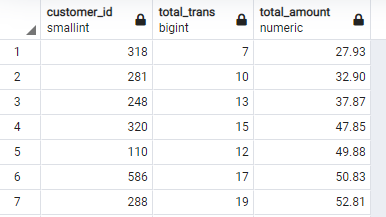 customer_id total_trans total_amount
smallint bigint numeric
1 318 7 27.93
2 281 10 32.90
3 248 13 37.87
4 320 15 47.85
5 110 12 49.88
6 586 17 50.83
7 288 19 52.81